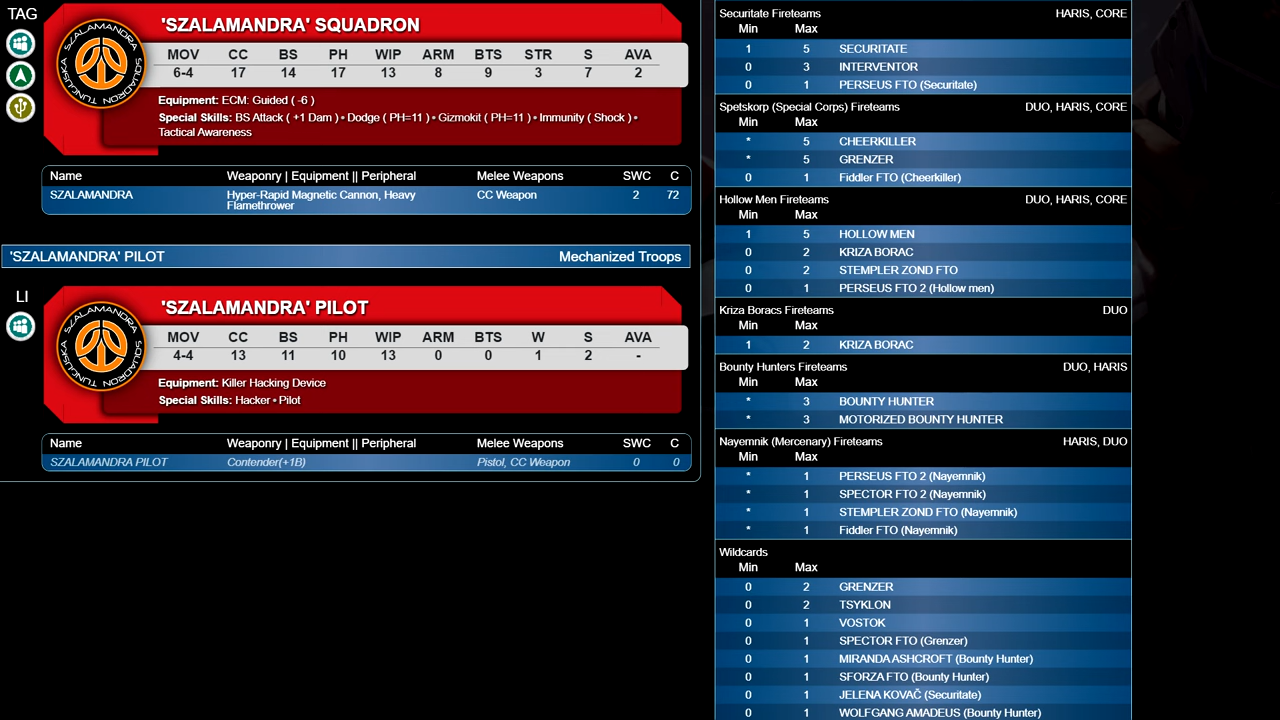 TAG
SZALAMANDRA SQUADRON TUNGUSKA
'SZALAMANDRA' SQUADRON
MOV CC BS PH WIP ARM BTS STR S AVA
6-4 17 14 17 13 8 9 3 7 2
Equipment: ECM: Guided ( -6 )
Special Skills: BS Attack ( +1 Dam ) • Dodge ( PH=11 ) • Gizmokit ( PH=11 ) • Immunity ( Shock ) •
Tactical Awareness
Name Weaponry | Equipment || Peripheral Melee Weapons SWC C
SZALAMANDRA Hyper-Rapid Magnetic Cannon, Heavy CC Weapon 2 72
Flamethrower
'SZALAMANDRA' PILOT Mechanized Troops
LI
SZALAMANDRA SQUADRON TUNGUSKA
'SZALAMANDRA' PILOT
MOV CC BS PH WIP ARM BTS W S AVA
4-4 13 11 10 13 0 0 1 2 -
Equipment: Killer Hacking Device
Special Skills: Hacker • Pilot
Name Weaponry | Equipment || Peripheral Melee Weapons SWC C
SZALAMANDRA PILOT Contender(+1B) Pistol, CC Weapon 0 0
Securitate Fireteams HARIS, CORE
Min Max
1 5 SECURITATE
0 3 INTERVENTOR
0 1 PERSEUS FTO (Securitate)
Spetskorp (Special Corps) Fireteams DUO, HARIS, CORE
Min Max
* 5 CHEERKILLER
* 5 GRENZER
0 1 Fiddler FTO (Cheerkiller)
Hollow Men Fireteams DUO, HARIS, CORE
Min Max
1 5 HOLLOW MEN
0 2 KRIZA BORAC
0 2 STEMPLER ZOND FTO
0 1 PERSEUS FTO 2 (Hollow men)
Kriza Boracs Fireteams DUO
Min Max
1 2 KRIZA BORAC
Bounty Hunters Fireteams DUO, HARIS
Min Max
* 3 BOUNTY HUNTER
* 3 MOTORIZED BOUNTY HUNTER
Nayemnik (Mercenary) Fireteams HARIS, DUO
Min Max
* 1 PERSEUS FTO 2 (Nayemnik)
* 1 SPECTOR FTO 2 (Nayemnik)
* 1 STEMPLER ZOND FTO (Nayemnik)
* 1 Fiddler FTO (Nayemnik)
Wildcards
Min Max
0 2 GRENZER
0 2 TSYKLON
0 1 VOSTOK
0 1 SPECTOR FTO (Grenzer)
0 1 MIRANDA ASHCROFT (Bounty Hunter)
0 1 SFORZA FTO (Bounty Hunter)
0 1 JELENA KOVAČ (Securitate)
0 1 WOLFGANG AMADEUS (Bounty Hunter)